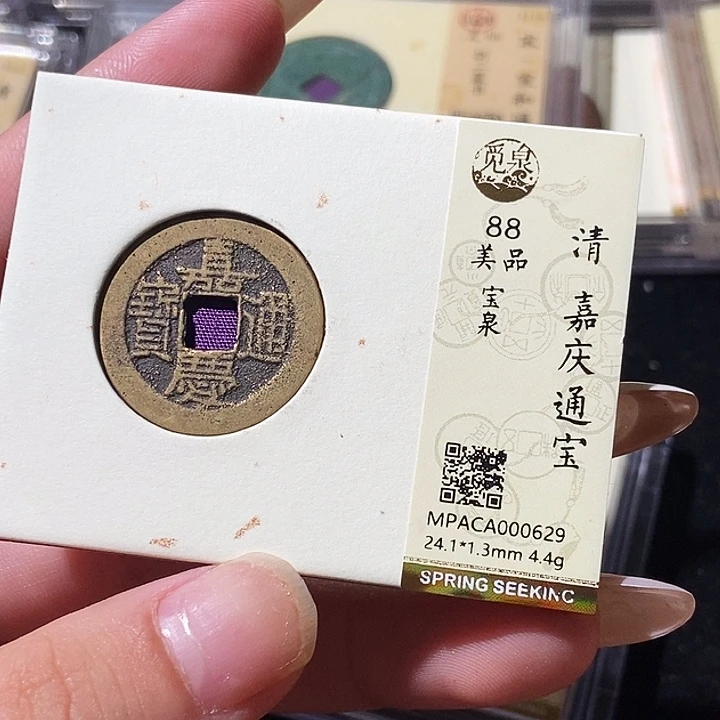 嘉慶通寶
觅泉
88
美品
宝泉
清 嘉庆通宝
MPACA000629
24.1*1.3mm 4.4g
SPRING SEEKING